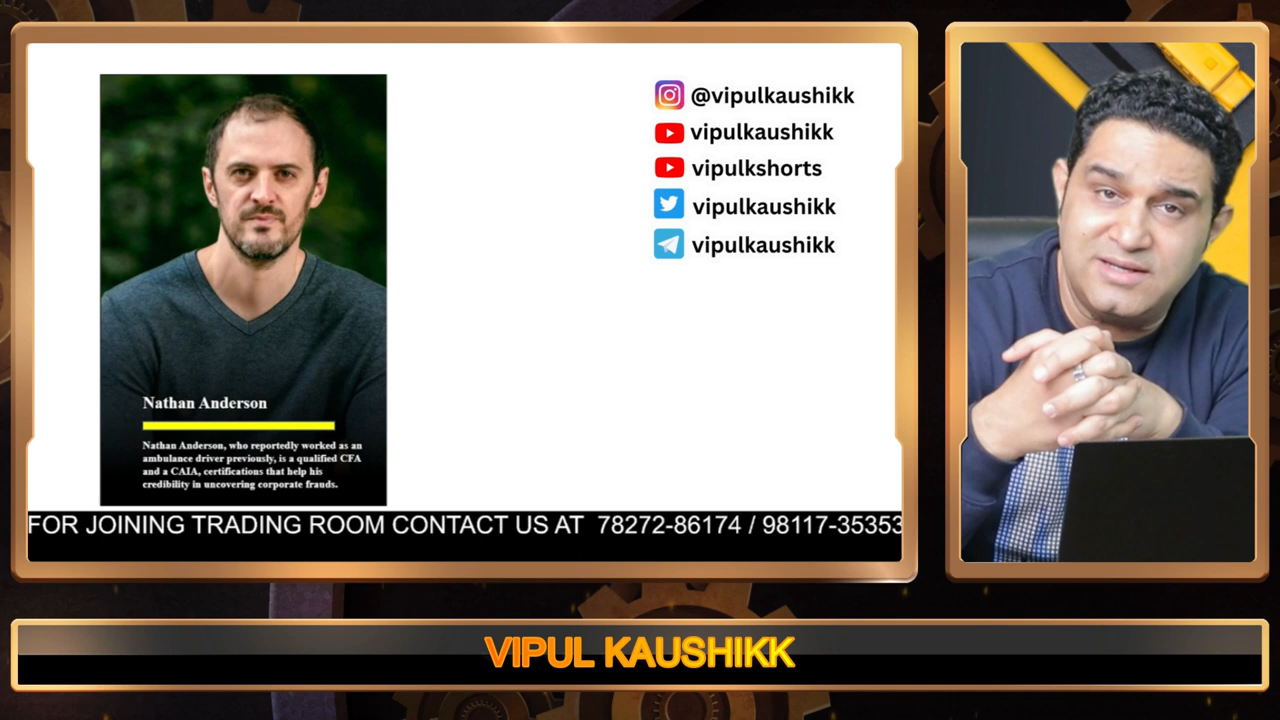 Nathan Anderson
Nathan Anderson, who reportedly worked as an
ambulance driver previously, is a qualified CFA
and a CAIA, certifications that help his
credibility in uncovering corporate frauds.
@vipulkaushikk
vipulkaushikk
vipulkshorts
vipulkaushikk
vipulkaushikk
FOR JOINING TRADING ROOM CONTACT US AT 78272-86174 / 98117-35353
VIPUL KAUSHIKK